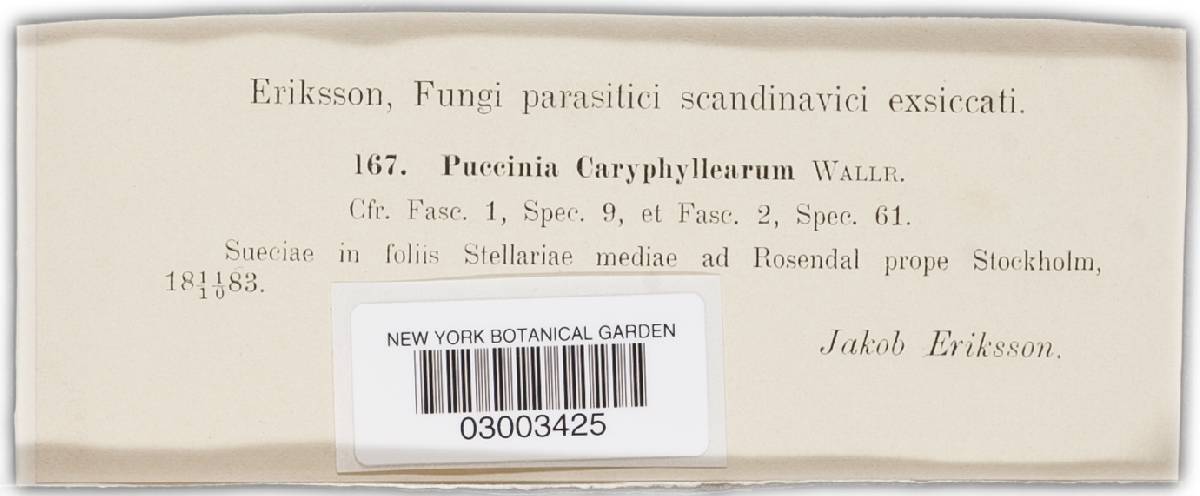 Eriksson, Fungi parasitici scandinavici exsiccati.
167. Puccinia Caryphyllearum WALLR.
Cfr. Fasc. 1, Spec. 9, et Fasc. 2, Spec. 61.
Sueciae in foliis Stellariae mediae ad Rosendal prope Stockholm,
18 11/10 83.
Jakob Eriksson.
NEW YORK BOTANICAL GARDEN
03003425